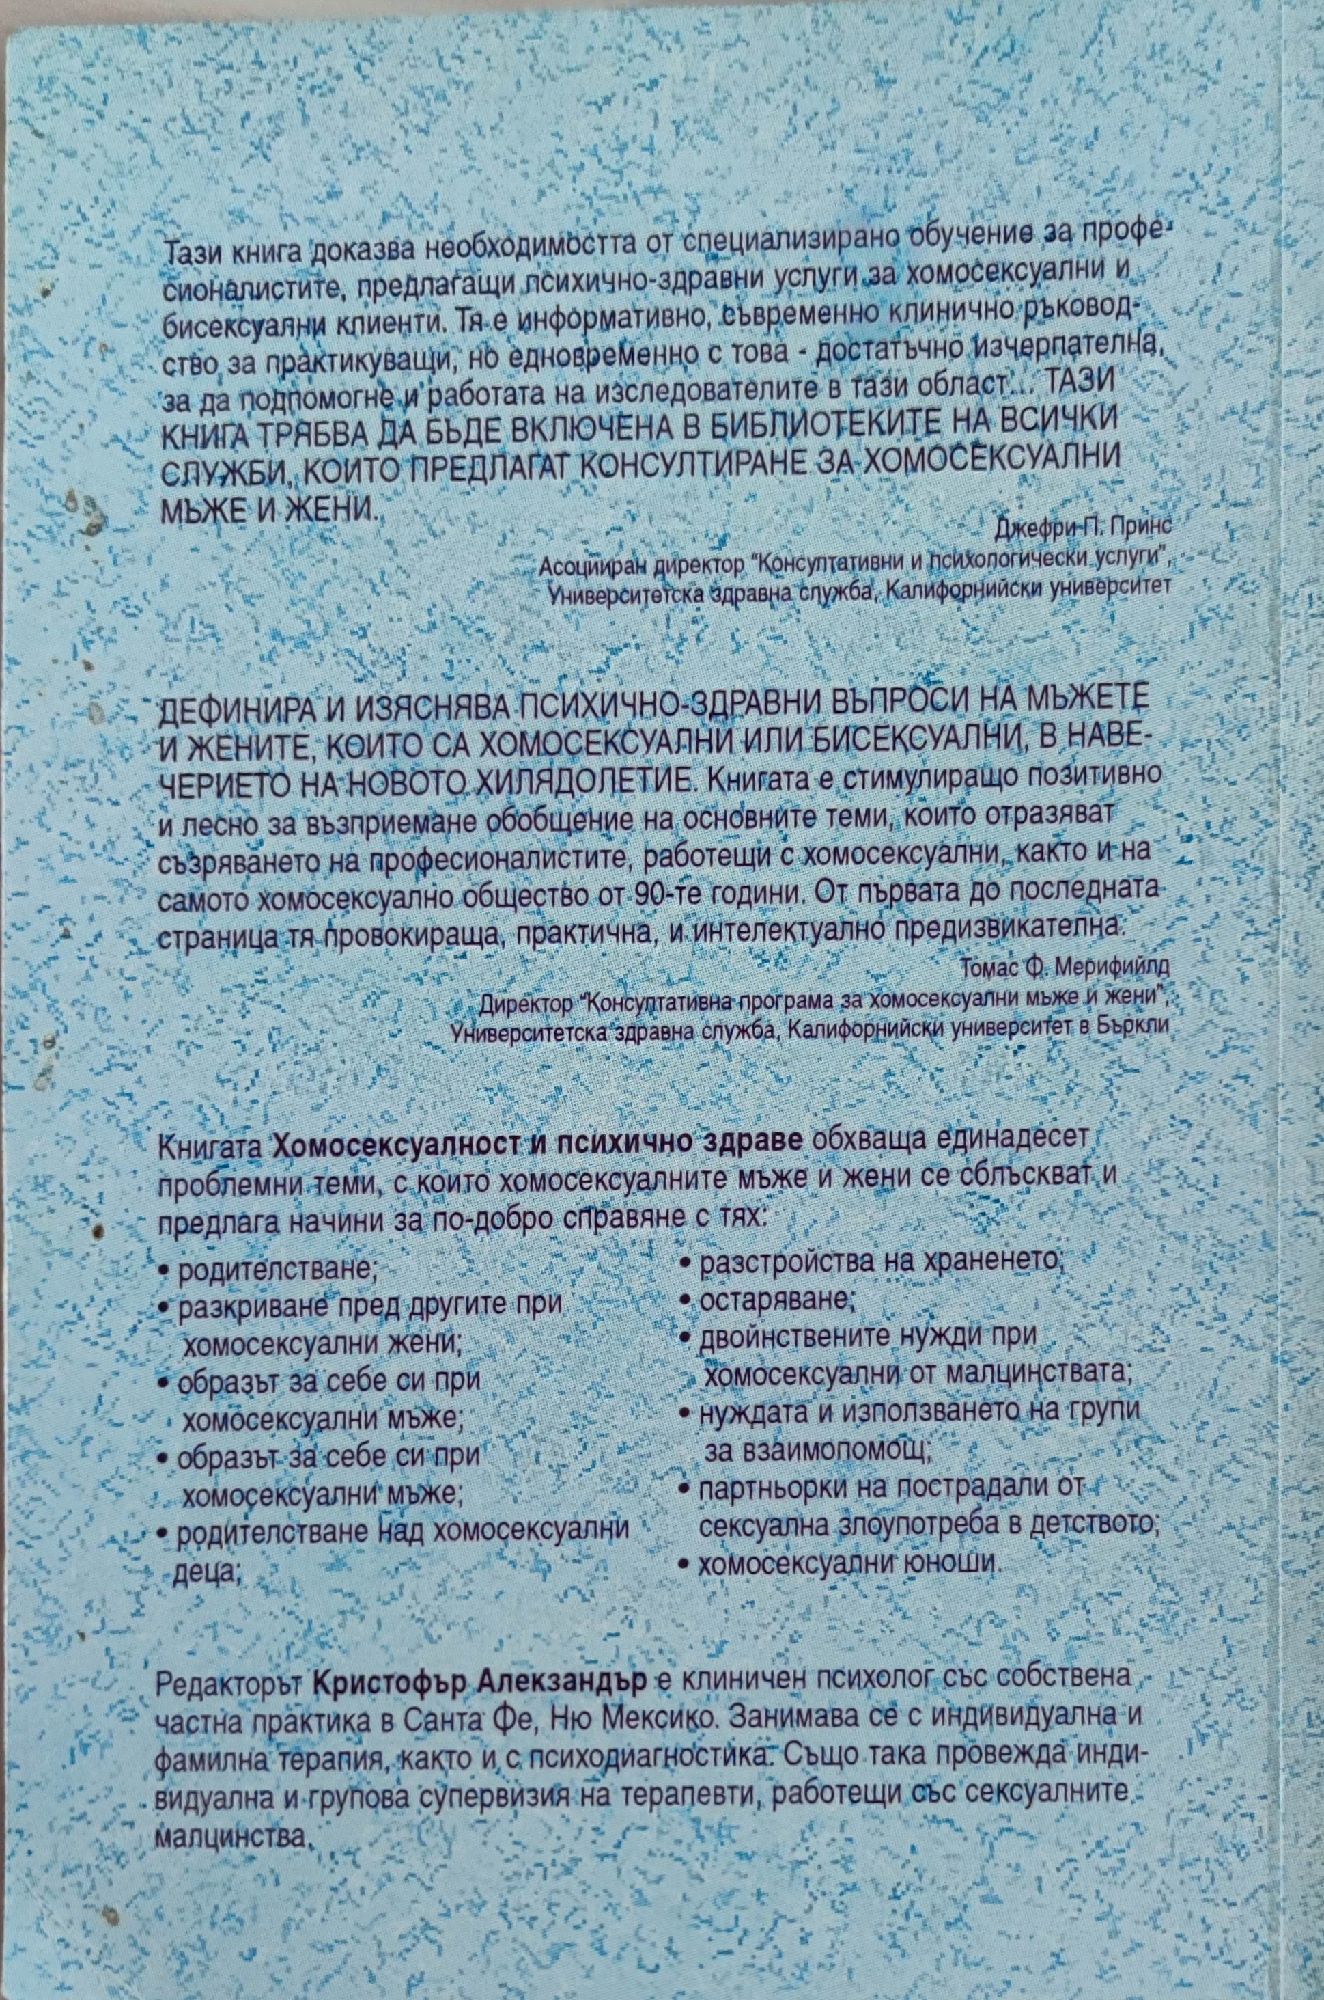 Тази книга доказва необходимостта от специализирано обучение за профе-
сионалистите, предлагащи психично-здравни услуги за хомосексуални и
бисексуални клиенти. Тя е информативно, съвременно клинично ръковод-
ство за практикуващи, но едновременно с това - достатъчно изчерпателна,
за да подпомогне и работата на изследователите в тази област... ТАЗИ
КНИГА ТРЯБВА ДА БЪДЕ ВКЛЮЧЕНА В БИБЛИОТЕКИТЕ НА ВСИЧКИ
СЛУЖБИ, КОИТО ПРЕДЛАГАТ КОНСУЛТИРАНЕ ЗА ХОМОСЕКСУАЛНИ
МЪЖЕ И ЖЕНИ.
Джефри П. Принс
Асоцииран директор "Консултативни и психологически услуги",
Университетска здравна служба, Калифорнийски университет
ДЕФИНИРА И ИЗЯСНЯВА ПСИХИЧНО-ЗДРАВНИ ВЪПРОСИ НА МЪЖЕТЕ
И ЖЕНИТЕ, КОИТО СА ХОМОСЕКСУАЛНИ ИЛИ БИСЕКСУАЛНИ, В НАВЕ-
ЧЕРИЕТО НА НОВОТО ХИЛЯДОЛЕТИЕ. Книгата е стимулиращо позитивно
и лесно за възприемане обобщение на основните теми, които отразяват
съзряването на професионалистите, работещи с хомосексуални, както и на
самото хомосексуално общество от 90-те години. От първата до последната
страница тя провокираща, практична, и интелектуално предизвикателна.
Томас Ф. Мерифийлд
Директор "Консултативна програма за хомосексуални мъже и жени",
Университетска здравна служба, Калифорнийски университет в Бъркли
Книгата Хомосексуалност и психично здраве обхваща единадесет
проблемни теми, с които хомосексуалните мъже и жени се сблъскват и
предлага начини за по-добро справяне с тях:
• родителстване;
• разкриване пред другите при
хомосексуални жени;
• образът за себе си при
хомосексуални мъже;
• образът за себе си при
хомосексуални мъже;
• родителстване над хомосексуални
деца;
• разстройства на храненето;
• остаряване;
• двойнствените нужди при
хомосексуални от малцинствата;
• нуждата и използването на групи
за взаимопомощ;
• партньорки на пострадали от
сексуална злоупотреба в детството;
• хомосексуални юноши.
Редакторът Кристофър Алекзандър е клиничен психолог със собствена
частна практика в Санта Фе, Ню Мексико. Занимава се с индивидуална и
фамилна терапия, както и с психодиагностика. Също така провежда инди-
видуална и групова супервизия на терапевти, работещи със сексуалните
малцинства.